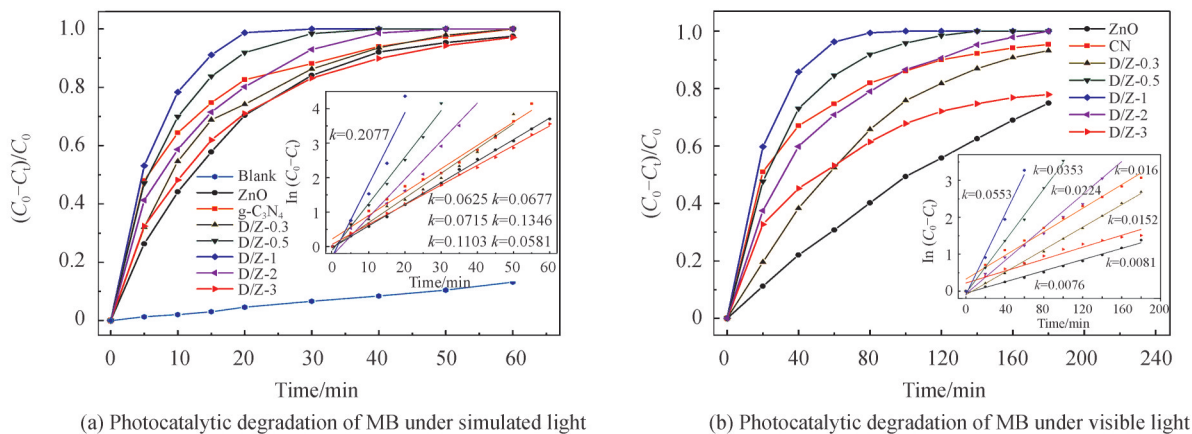 (C₀−Cₜ)/C₀
1.0
0.8
0.6
0.4
0.2
0
0 10 20 30 40 50 60
Time/min
Blank
ZnO
g-C₃N₄
D/Z-0.3
D/Z-0.5
D/Z-1
D/Z-2
D/Z-3
ln (C₀−Cₜ)
4
3
2
1
0
0 10 20 30 40 50 60
Time/min
k=0.2077
k=0.0625 k=0.0677
k=0.0715 k=0.1346
k=0.1103 k=0.0581
(a) Photocatalytic degradation of MB under simulated light
(C₀−Cₜ)/C₀
1.0
0.8
0.6
0.4
0.2
0
0 40 80 120 160 200 240
Time/min
ZnO
CN
D/Z-0.3
D/Z-0.5
D/Z-1
D/Z-2
D/Z-3
ln (C₀−Cₜ)
3
2
1
0
0 40 80 120 160 200
Time/min
k=0.0553
k=0.0353
k=0.016
k=0.0224
k=0.0152
k=0.0081
k=0.0076
(b) Photocatalytic degradation of MB under visible light